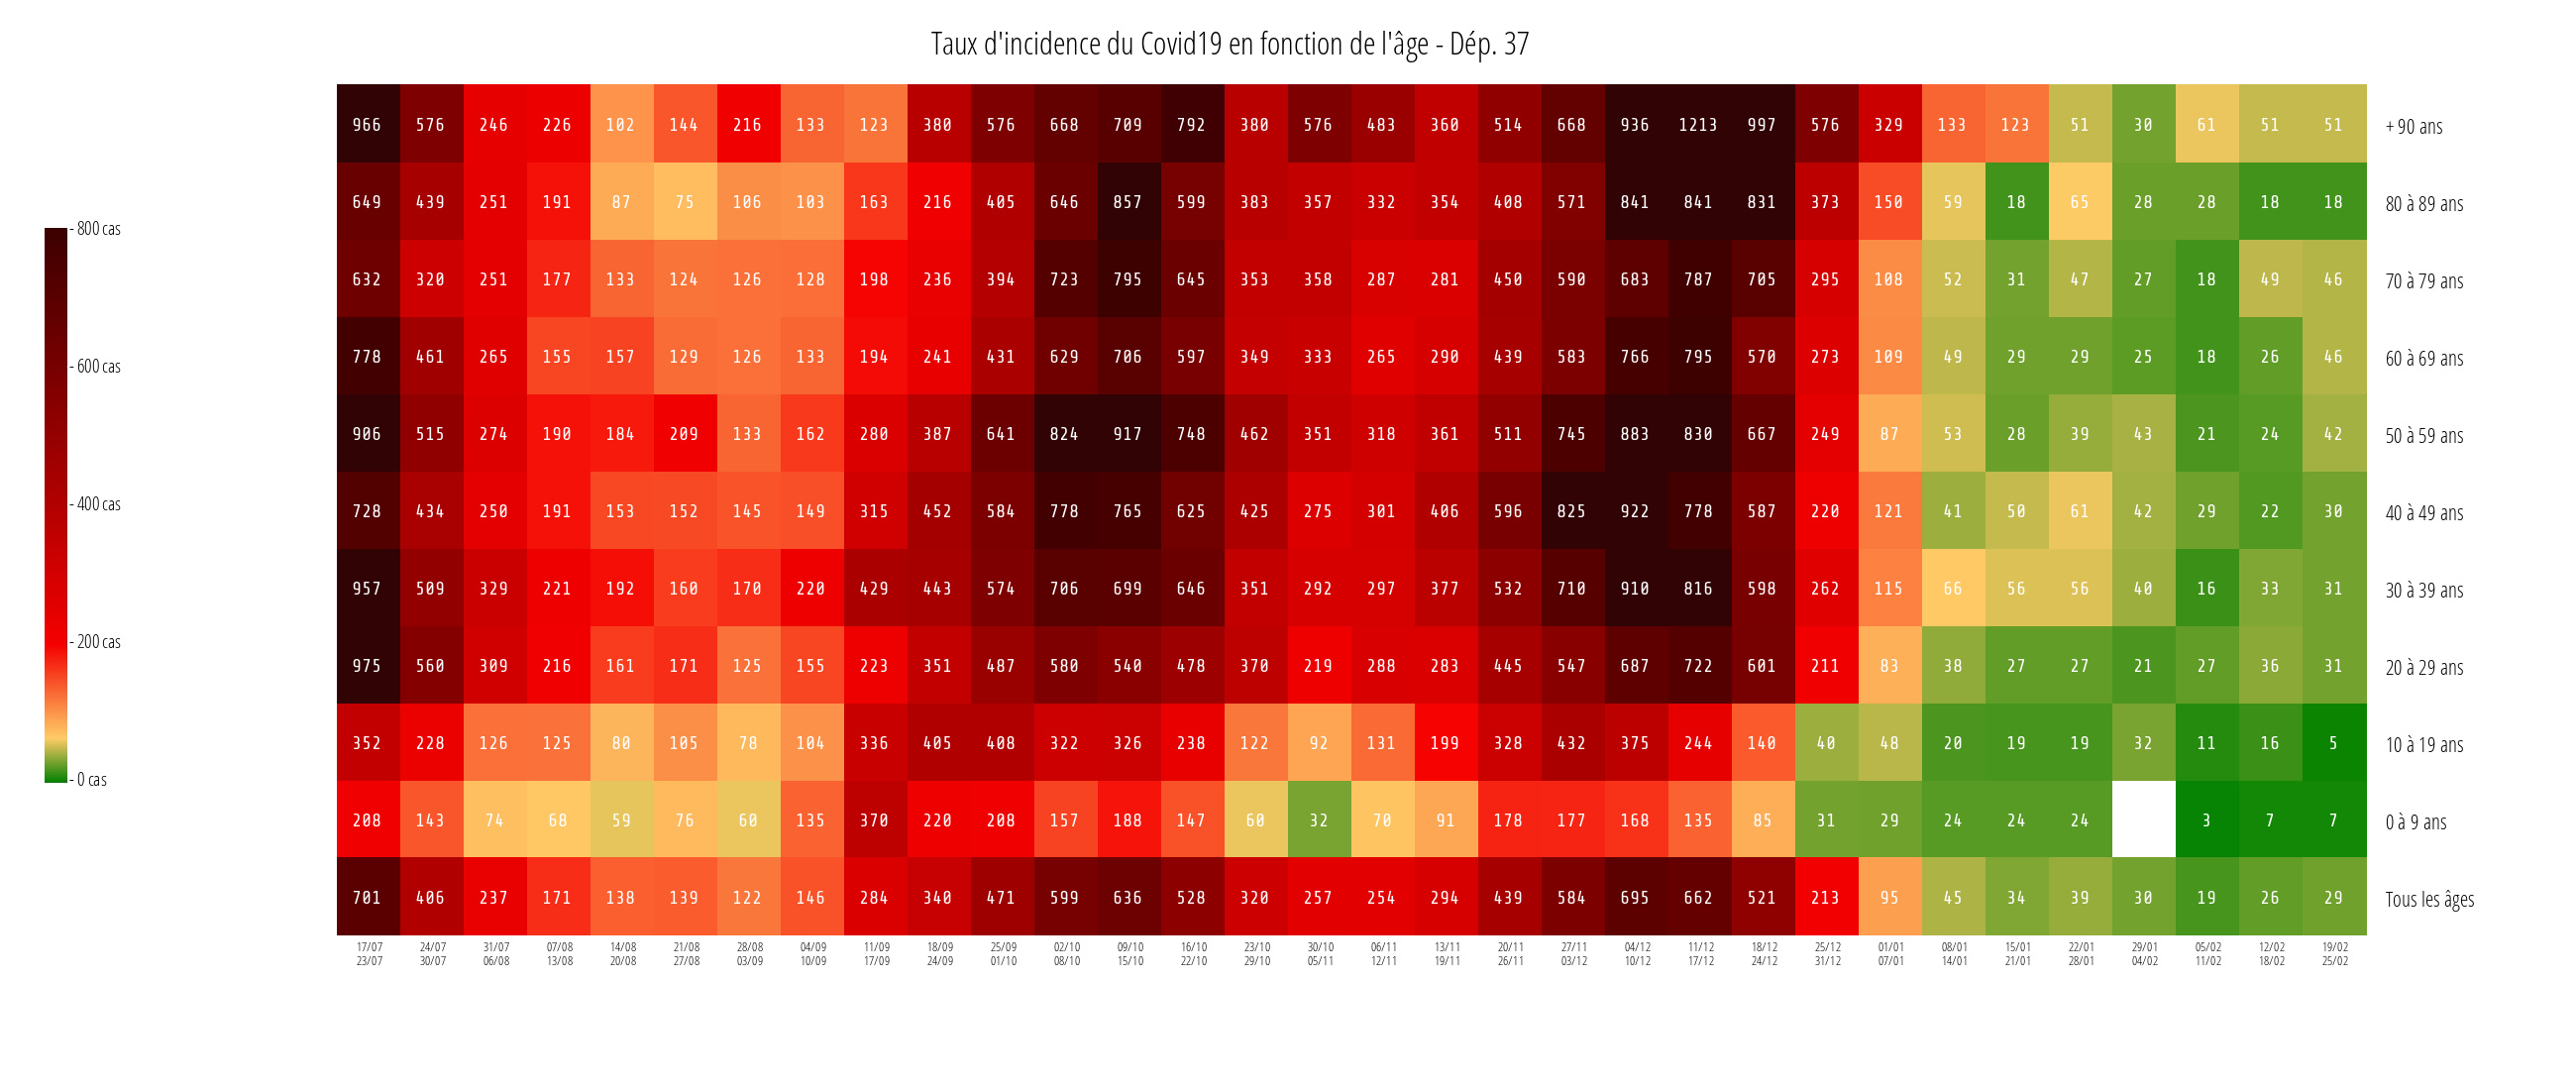 Taux d'incidence du Covid19 en fonction de l'âge - Dép. 37
- 800 cas
- 600 cas
- 400 cas
- 200 cas
- 0 cas
966 576 246 226 102 144 216 133 123 380 576 668 709 792 380 576 483 360 514 668 936 1213 997 576 329 133 123 51 30 61 51 51 + 90 ans
649 439 251 191 87 75 106 103 163 216 405 646 857 599 383 357 332 354 408 571 841 841 831 373 150 59 18 65 28 28 18 18 80 à 89 ans
632 320 251 177 133 124 126 128 198 236 394 723 795 645 353 358 287 281 450 590 683 787 705 295 108 52 31 47 27 18 49 46 70 à 79 ans
778 461 265 155 157 129 126 133 194 241 431 629 706 597 349 333 265 290 439 583 766 795 570 273 109 49 29 29 25 18 26 46 60 à 69 ans
906 515 274 190 184 209 133 162 280 387 641 824 917 748 462 351 318 361 511 745 883 830 667 249 87 53 28 39 43 21 24 42 50 à 59 ans
728 434 250 191 153 152 145 149 315 452 584 778 765 625 425 275 301 406 596 825 922 778 587 220 121 41 50 61 42 29 22 30 40 à 49 ans
957 509 329 221 192 160 170 220 429 443 574 706 699 646 351 292 297 377 532 710 910 816 598 262 115 66 56 56 40 16 33 31 30 à 39 ans
975 560 309 216 161 171 125 155 223 351 487 580 540 478 370 219 288 283 445 547 687 722 601 211 83 38 27 27 21 27 36 31 20 à 29 ans
352 228 126 125 80 105 78 104 336 405 408 322 326 238 122 92 131 199 328 432 375 244 140 40 48 20 19 19 32 11 16 5 10 à 19 ans
208 143 74 68 59 76 60 135 370 220 208 157 188 147 60 32 70 91 178 177 168 135 85 31 29 24 24 24 3 7 7 0 à 9 ans
701 406 237 171 138 139 122 146 284 340 471 599 636 528 320 257 254 294 439 584 695 662 521 213 95 45 34 39 30 19 26 29 Tous les âges
17/07 24/07 31/07 07/08 14/08 21/08 28/08 04/09 11/09 18/09 25/09 02/10 09/10 16/10 23/10 30/10 06/11 13/11 20/11 27/11 04/12 11/12 18/12 25/12 01/01 08/01 15/01 22/01 29/01 05/02 12/02 19/02
23/07 30/07 06/08 13/08 20/08 27/08 03/09 10/09 17/09 24/09 01/10 08/10 15/10 22/10 29/10 05/11 12/11 19/11 26/11 03/12 10/12 17/12 24/12 31/12 07/01 14/01 21/01 28/01 04/02 11/02 18/02 25/02